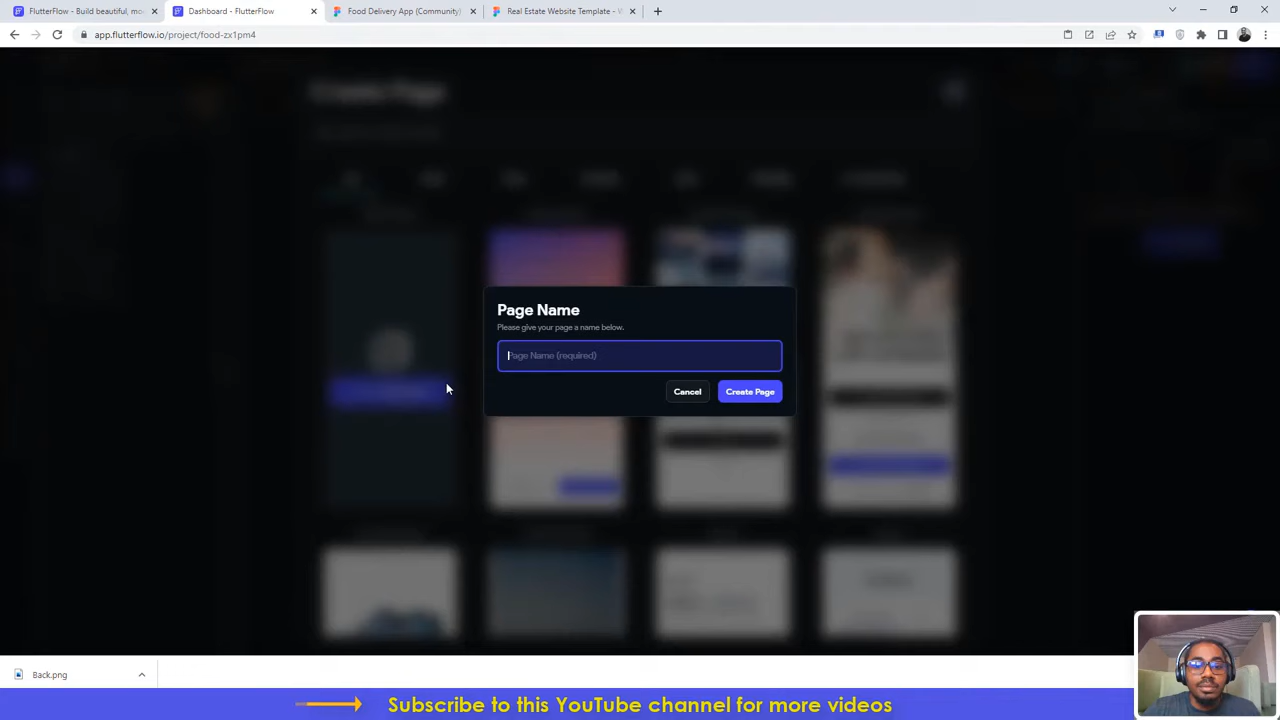 FlutterFlow - Build beautiful, mo
Dashboard - FlutterFlow
Food Delivery App (Community)
Real Estate Website Template - W
app.flutterflow.io/project/food-zx1pm4
Create Page
Page Name
Please give your page a name below.
Page Name (required)
Cancel
Create Page
Back.png
Subscribe to this YouTube channel for more videos